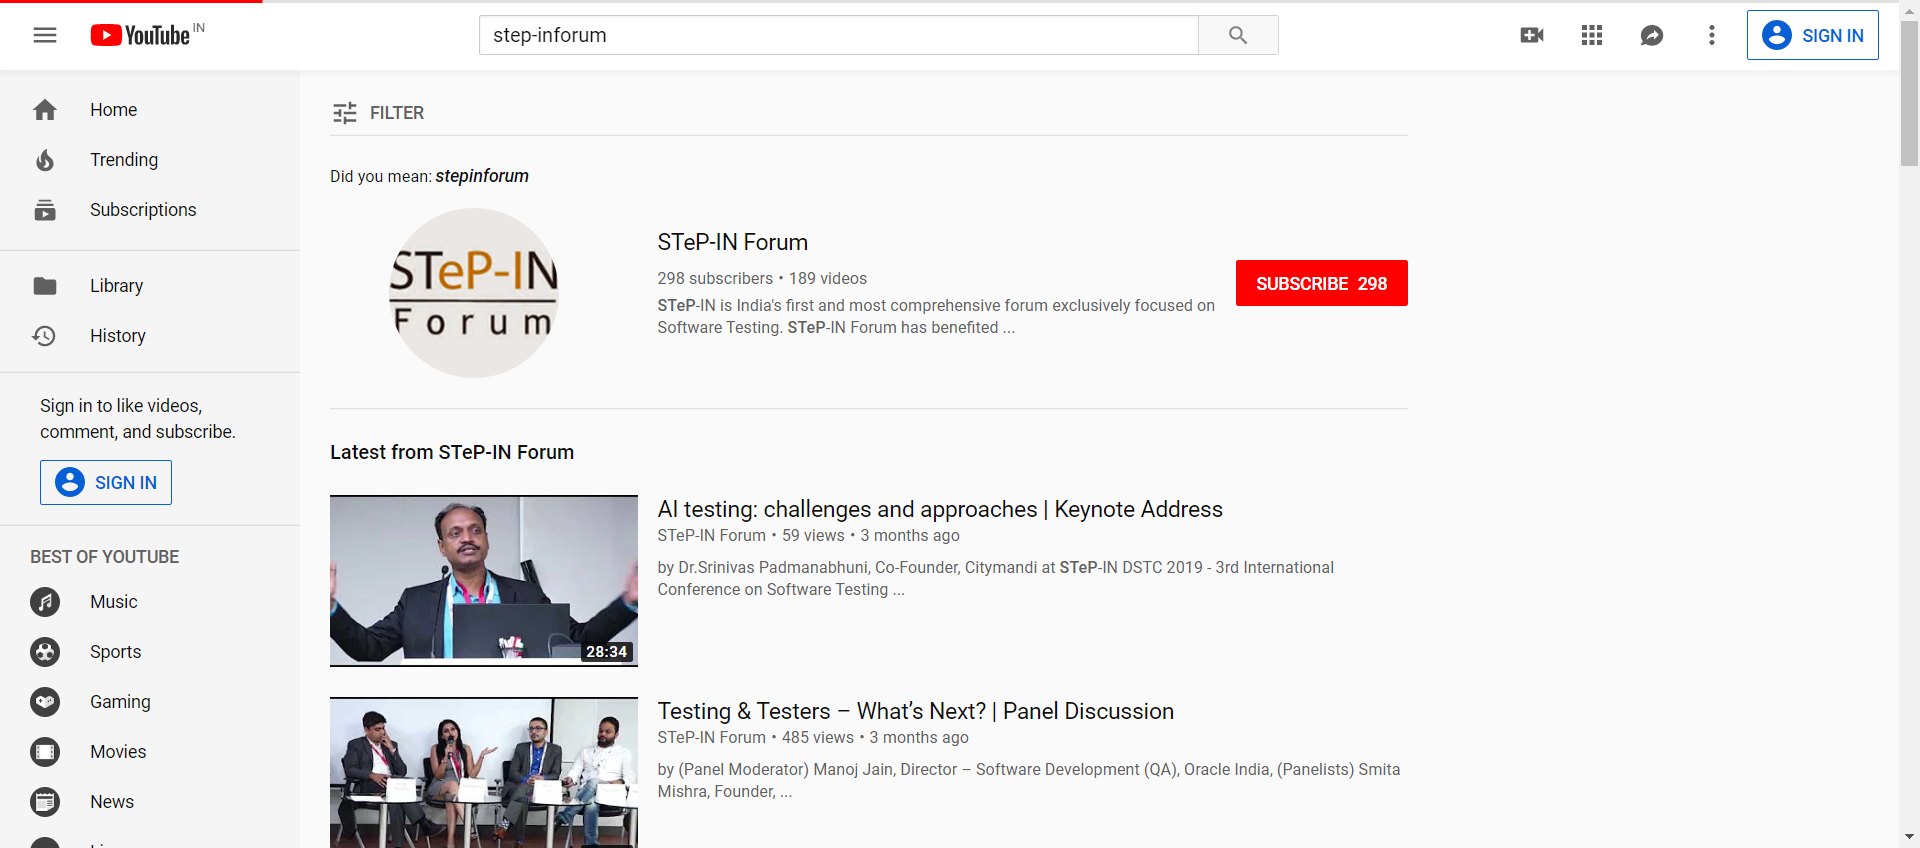 YouTube IN
step-inforum
SIGN IN
Home
Trending
Subscriptions
Library
History
Sign in to like videos,
comment, and subscribe.
SIGN IN
BEST OF YOUTUBE
Music
Sports
Gaming
Movies
News
FILTER
Did you mean: stepinforum
STeP-IN
Forum
STeP-IN Forum
298 subscribers • 189 videos
STeP-IN is India's first and most comprehensive forum exclusively focused on
Software Testing. STeP-IN Forum has benefited ...
SUBSCRIBE 298
Latest from STeP-IN Forum
28:34
AI testing: challenges and approaches | Keynote Address
STeP-IN Forum • 59 views • 3 months ago
by Dr.Srinivas Padmanabhuni, Co-Founder, Citymandi at STeP-IN DSTC 2019 - 3rd International
Conference on Software Testing ...
Testing & Testers – What’s Next? | Panel Discussion
STeP-IN Forum • 485 views • 3 months ago
by (Panel Moderator) Manoj Jain, Director – Software Development (QA), Oracle India, (Panelists) Smita
Mishra, Founder, ...